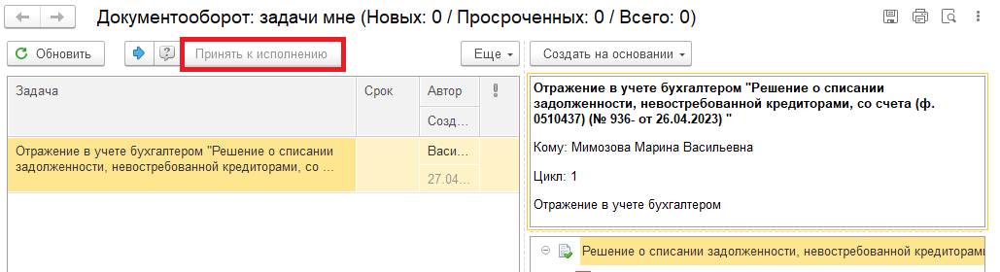 Документооборот: задачи мне (Новых: 0 / Просроченных: 0 / Всего: 0)
Обновить
Принять к исполнению
Еще
Создать на основании
Задача
Срок
Автор
Созд...
Отражение в учете бухгалтером "Решение о списании
задолженности, невостребованной кредиторами, со ...
Васи...
27.04...
Отражение в учете бухгалтером "Решение о списании
задолженности, невостребованной кредиторами, со счета (ф.
0510437) (№ 936- от 26.04.2023) "
Кому: Мимозова Марина Васильевна
Цикл: 1
Отражение в учете бухгалтером
Решение о списании задолженности, невостребованной кредиторами